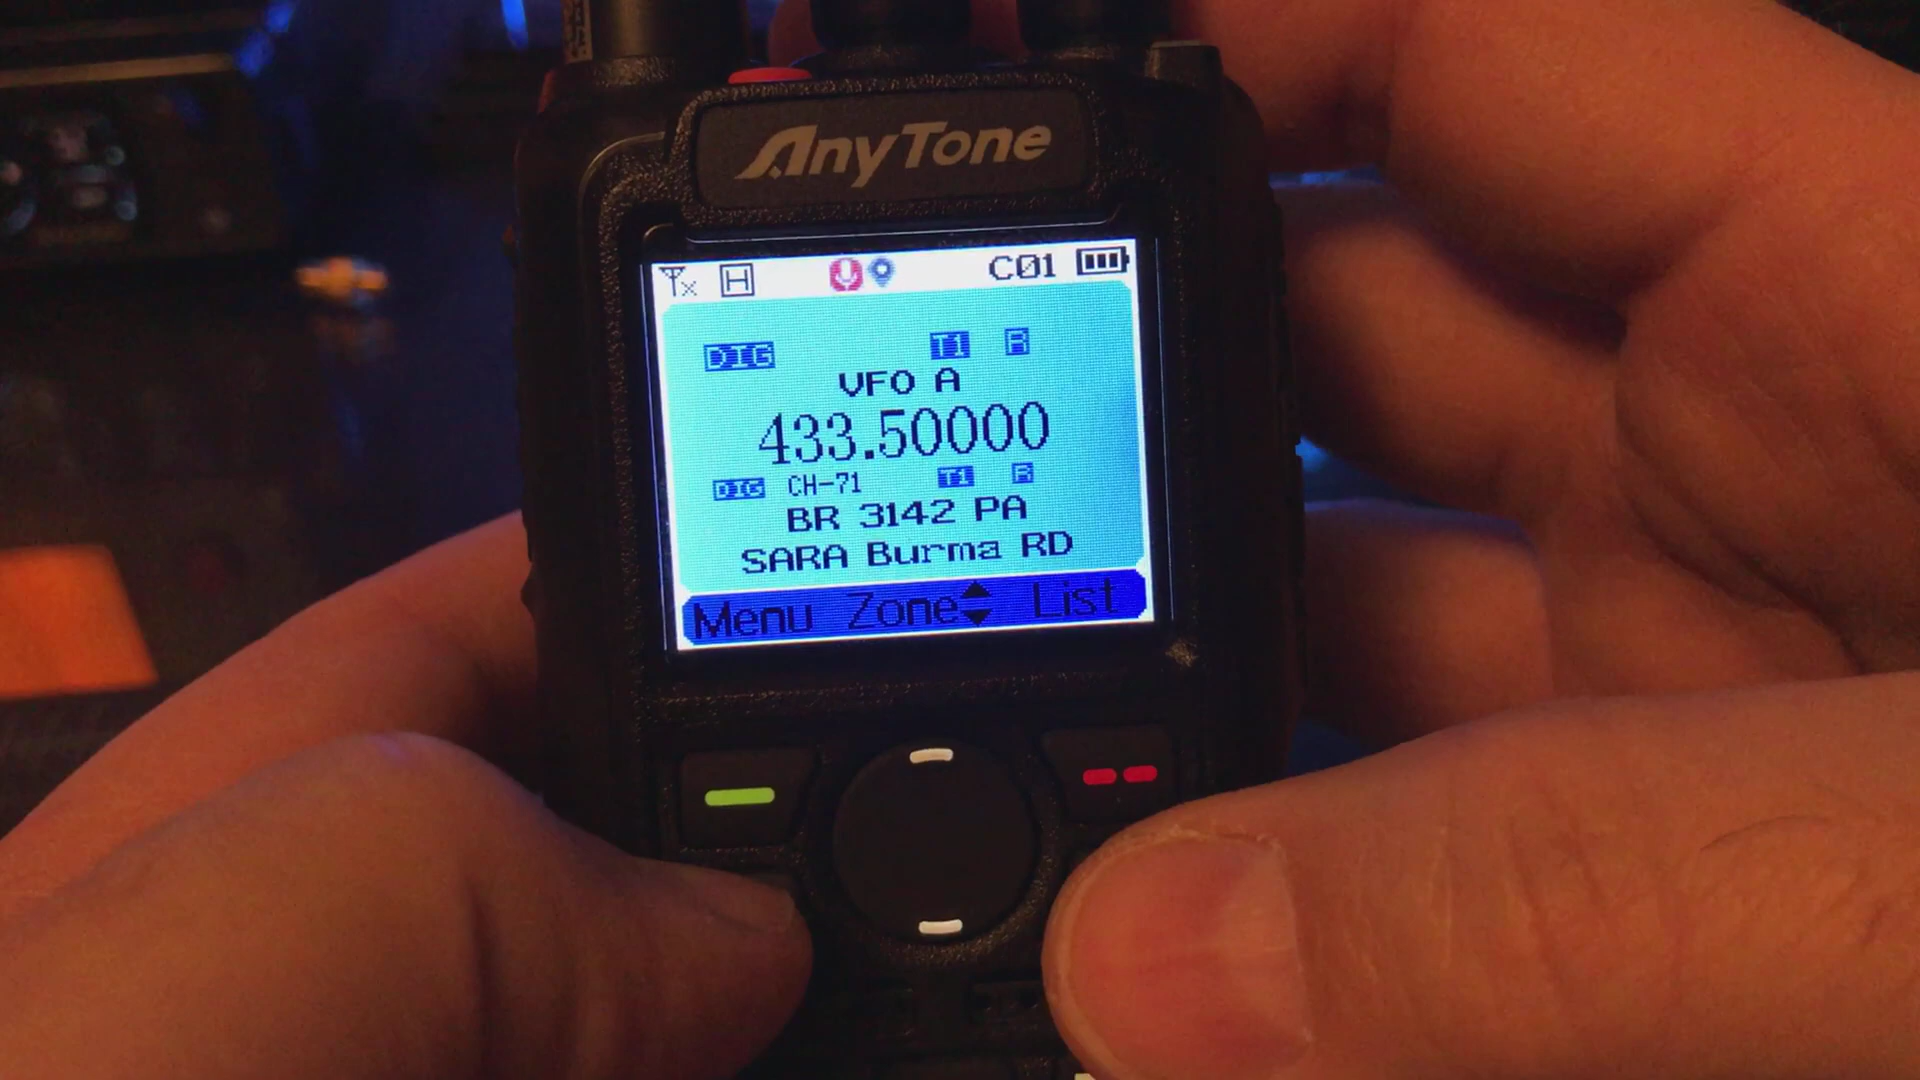 AnyTone
H C01
DIG T1 R
VFO A
433.50000
DIG CH-71 T1 R
BR 3142 PA
SARA Burma RD
Menu Zone List